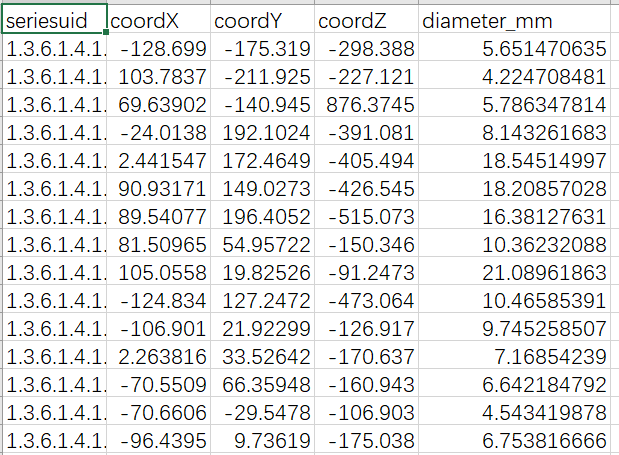 seriesuid coordX coordY coordZ diameter_mm
1.3.6.1.4.1. -128.699 -175.319 -298.388 5.651470635
1.3.6.1.4.1. 103.7837 -211.925 -227.121 4.224708481
1.3.6.1.4.1. 69.63902 -140.945 876.3745 5.786347814
1.3.6.1.4.1. -24.0138 192.1024 -391.081 8.143261683
1.3.6.1.4.1. 2.441547 172.4649 -405.494 18.54514997
1.3.6.1.4.1. 90.93171 149.0273 -426.545 18.20857028
1.3.6.1.4.1. 89.54077 196.4052 -515.073 16.38127631
1.3.6.1.4.1. 81.50965 54.95722 -150.346 10.36232088
1.3.6.1.4.1. 105.0558 19.82526 -91.2473 21.08961863
1.3.6.1.4.1. -124.834 127.2472 -473.064 10.46585391
1.3.6.1.4.1. -106.901 21.92299 -126.917 9.745258507
1.3.6.1.4.1. 2.263816 33.52642 -170.637 7.16854239
1.3.6.1.4.1. -70.5509 66.35948 -160.943 6.642184792
1.3.6.1.4.1. -70.6606 -29.5478 -106.903 4.543419878
1.3.6.1.4.1. -96.4395 9.73619 -175.038 6.753816666